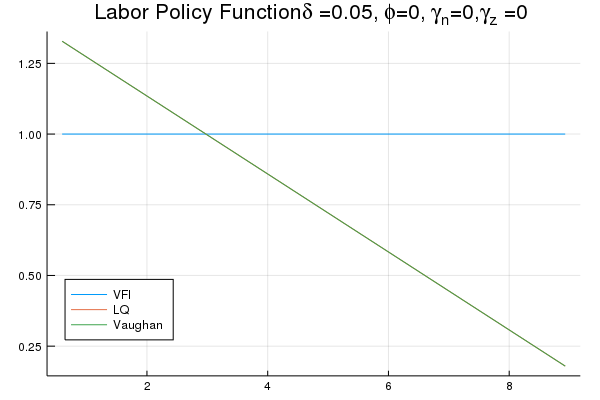 Labor Policy Functionδ =0.05, ϕ=0, γₙ=0,γ_z =0
1.25
1.00
0.75
0.50
0.25
VFI
LQ
Vaughan
2 4 6 8